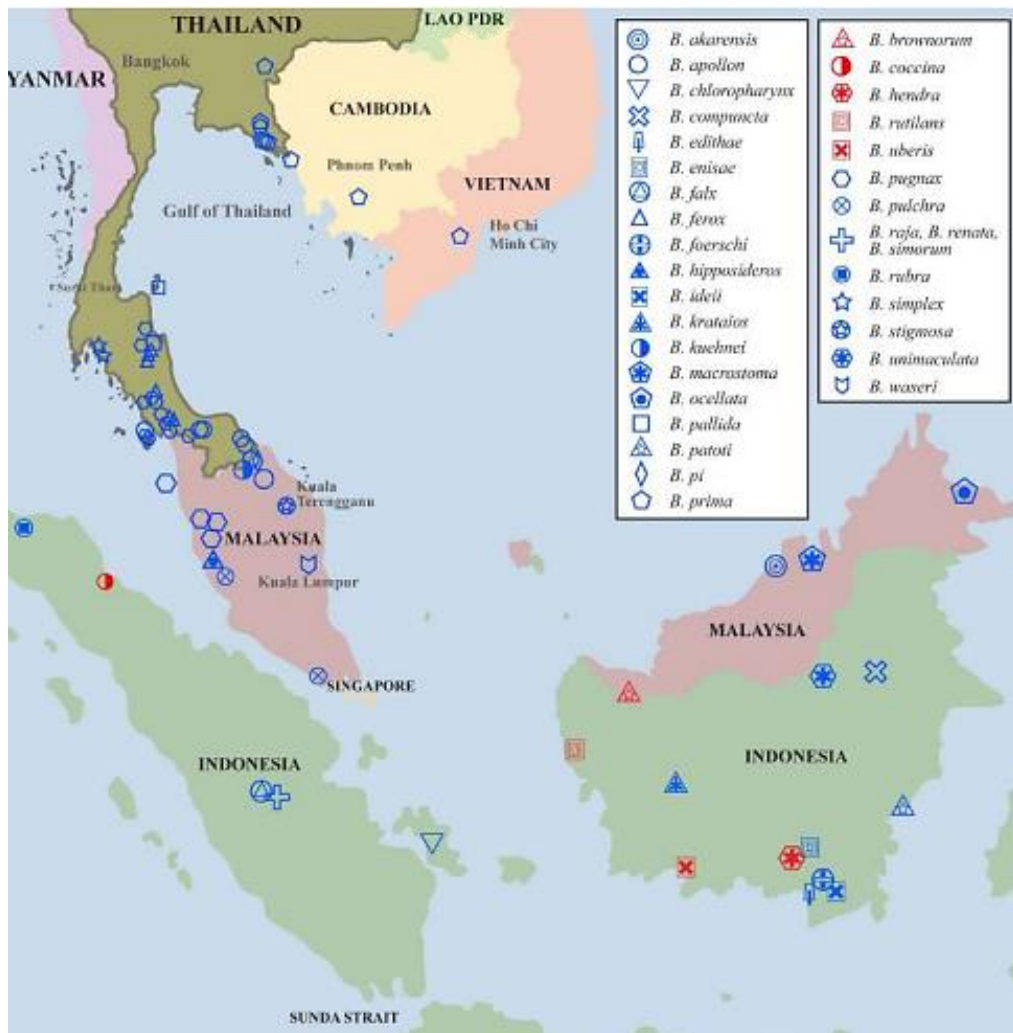 THAILAND
LAO PDR
Bangkok
YANMAR
CAMBODIA
Phnom Penh
VIETNAM
Gulf of Thailand
Ho Chi
Minh City
Kuala
Terengganu
MALAYSIA
Kuala Lumpur
SINGAPORE
MALAYSIA
INDONESIA
INDONESIA
SUNDA STRAIT
B. akarensis
B. apollon
B. chloropharynx
B. compuncta
B. edithae
B. enisae
B. falx
B. ferox
B. foerschi
B. hipposideros
B. ideii
B. krataios
B. kuehnei
B. macrostoma
B. ocellata
B. pallida
B. patoti
B. pi
B. prima
B. brownorum
B. coccina
B. hendra
B. rutilans
B. uberis
B. pugnax
B. pulchra
B. raja, B. renata,
B. simorum
B. rubra
B. simplex
B. stigmosa
B. unimaculata
B. waseri